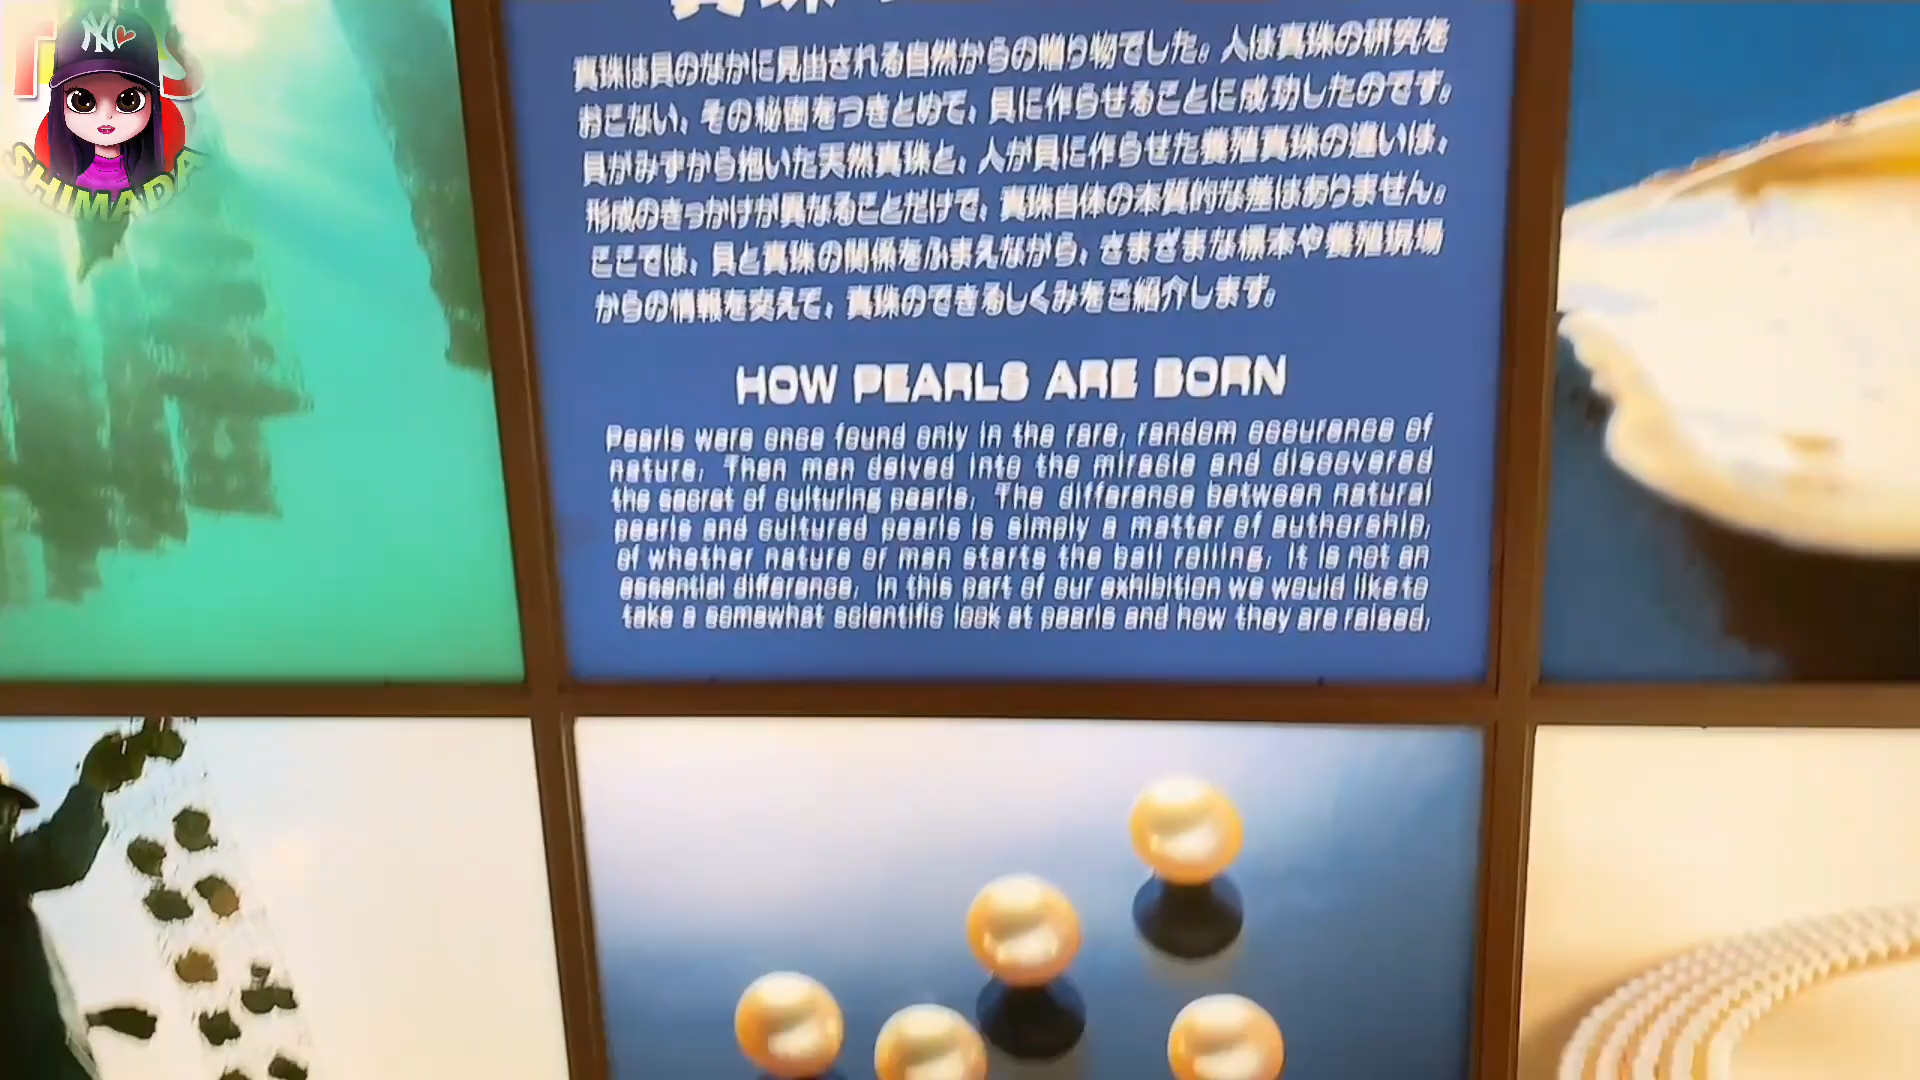 NY
SHIMADA
真珠
真珠は貝のなかに見出される自然からの贈り物でした。人は真珠の研究を
おこない、その秘密をつきとめて、貝に作らせることに成功したのです。
貝がみずから抱いた天然真珠と、人が貝に作らせた養殖真珠の違いは、
形成のきっかけが異なることだけで、真珠自体の本質的な差はありません。
ここでは、貝と真珠の関係をふまえながら、さまざまな標本や養殖現場
からの情報を交えて、真珠のできるしくみをご紹介します。
HOW PEARLS ARE BORN
Pearls were once found only in the rare, random occurence of
nature. Then man delved into the miracle and discovered
the secret of culturing pearls. The difference between natural
pearls and cultured pearls is simply a matter of authorship,
of whether nature or man starts the ball rolling. It is not an
essential difference. In this part of our exhibition we would like to
take a somewhat scientific look at pearls and how they are raised.